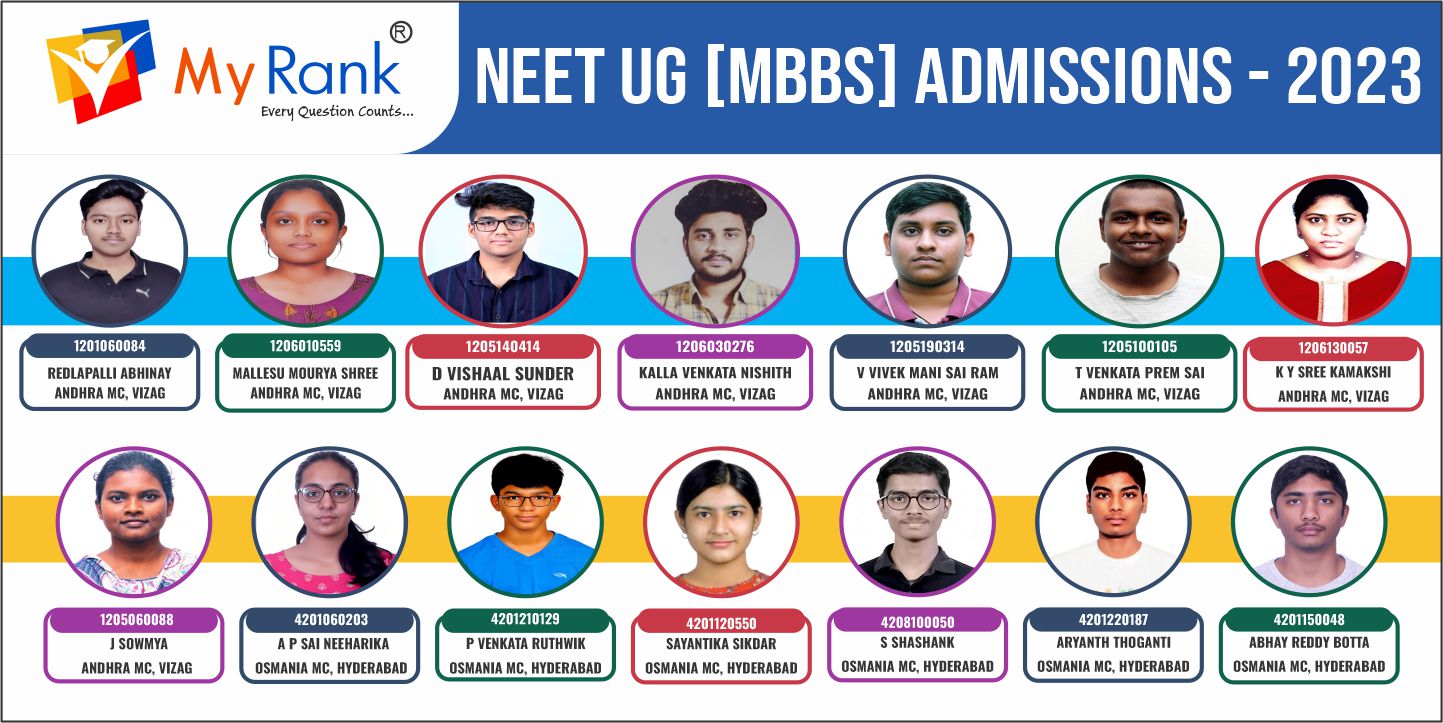 My Rank ®
Every Question Counts...
NEET UG [MBBS] ADMISSIONS - 2023
1201060084
REDLAPALLI ABHINAY
ANDHRA MC, VIZAG
1206010559
MALLESU MOURYA SHREE
ANDHRA MC, VIZAG
1205140414
D VISHAAL SUNDER
ANDHRA MC, VIZAG
1206030276
KALLA VENKATA NISHITH
ANDHRA MC, VIZAG
1205190314
V VIVEK MANI SAI RAM
ANDHRA MC, VIZAG
1205100105
T VENKATA PREM SAI
ANDHRA MC, VIZAG
1206130057
K Y SREE KAMAKSHI
ANDHRA MC, VIZAG
1205060088
J SOWMYA
ANDHRA MC, VIZAG
4201060203
A P SAI NEEHARIKA
OSMANIA MC, HYDERABAD
4201210129
P VENKATA RUTHWIK
OSMANIA MC, HYDERABAD
4201120550
SAYANTIKA SIKDAR
OSMANIA MC, HYDERABAD
4208100050
S SHASHANK
OSMANIA MC, HYDERABAD
4201220187
ARYANTH THOGANTI
OSMANIA MC, HYDERABAD
4201150048
ABHAY REDDY BOTTA
OSMANIA MC, HYDERABAD